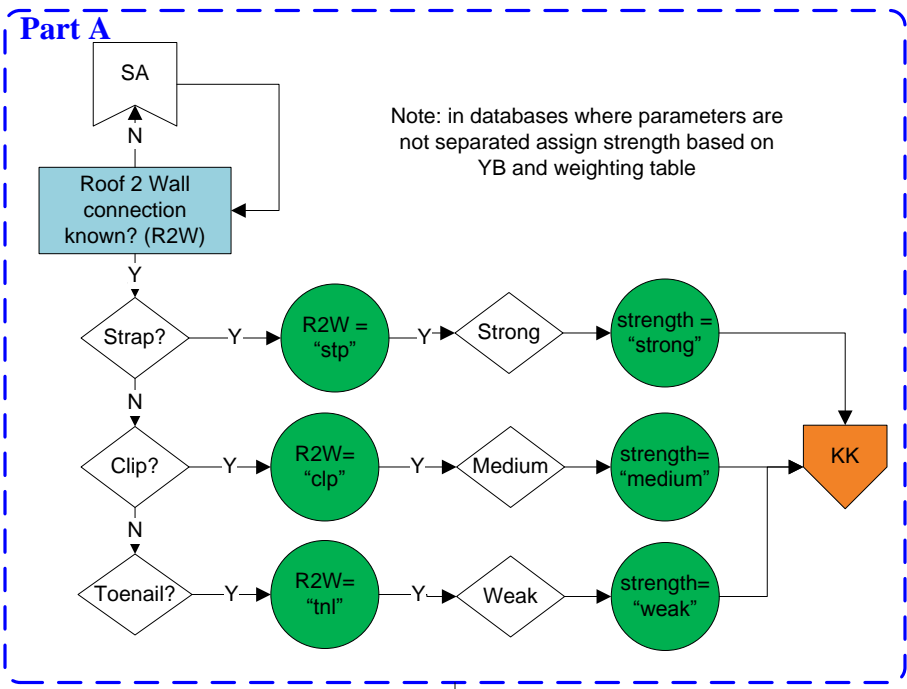 Part A
SA
Note: in databases where parameters are
not separated assign strength based on
YB and weighting table
N
Roof 2 Wall
connection
known? (R2W)
Y
Strap?
Y
R2W =
“stp”
Y
Strong
strength =
“strong”
N
Clip?
Y
R2W=
“clp”
Y
Medium
strength=
“medium”
KK
N
Toenail?
Y
R2W=
“tnl”
Y
Weak
strength=
“weak”